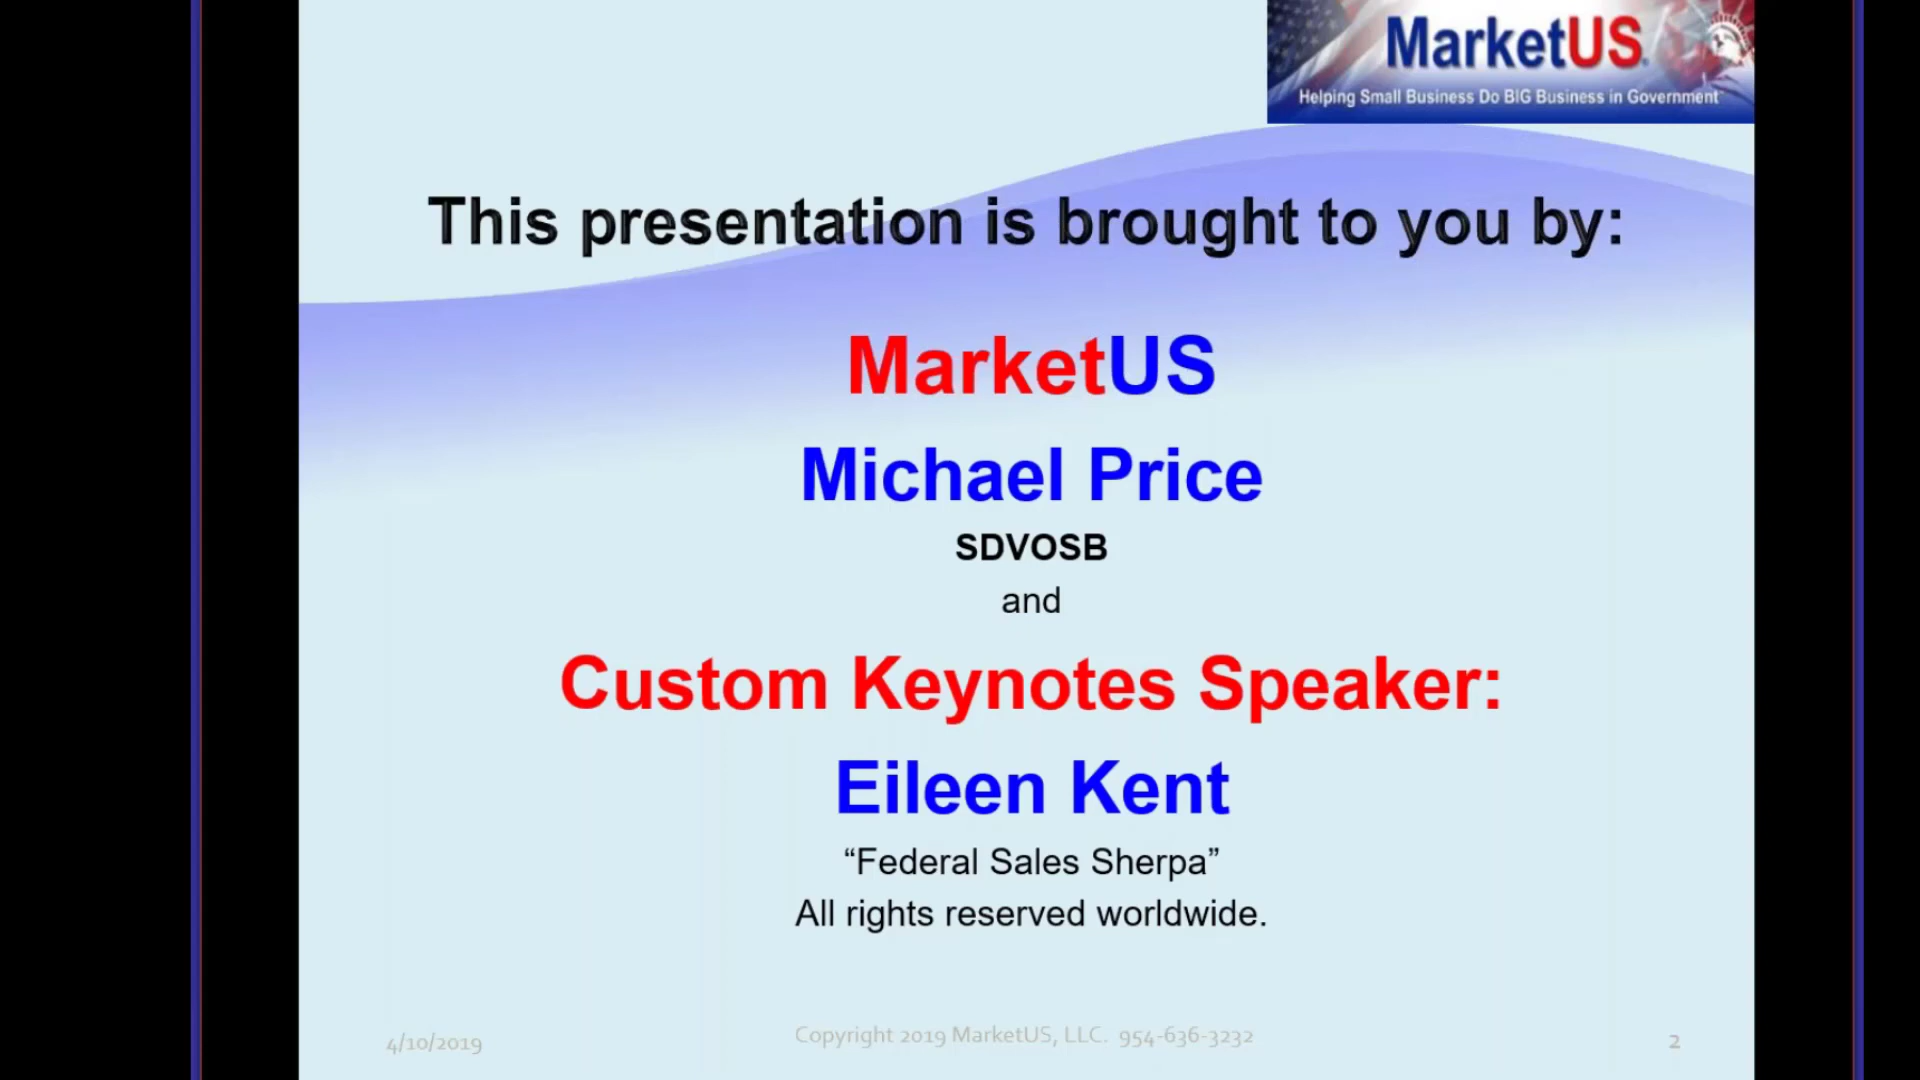 MarketUS
Helping Small Business Do BIG Business in Government
This presentation is brought to you by:
MarketUS
Michael Price
SDVOSB
and
Custom Keynotes Speaker:
Eileen Kent
“Federal Sales Sherpa”
All rights reserved worldwide.
4/10/2019
Copyright 2019 MarketUS, LLC. 954-636-3232
2